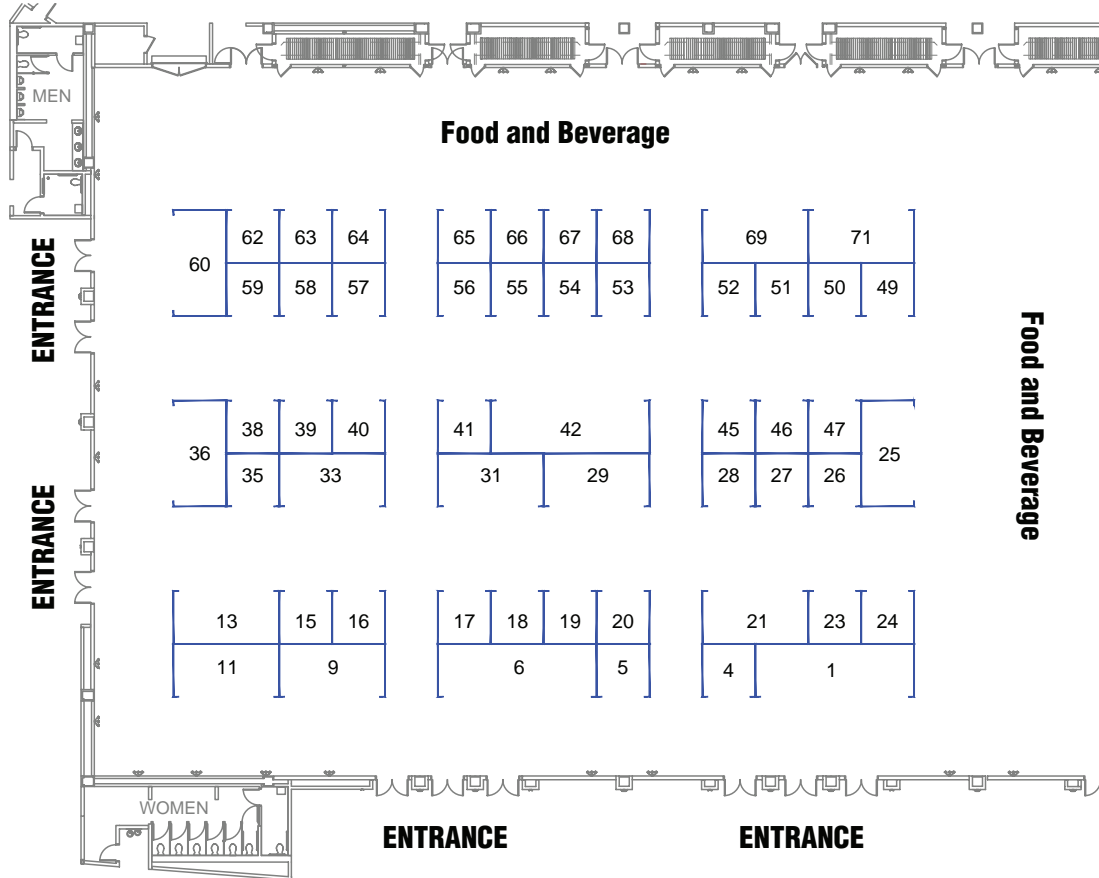 MEN
Food and Beverage
62 63 64 65 66 67 68 69 71
60
59 58 57 56 55 54 53 52 51 50 49
ENTRANCE
Food and Beverage
38 39 40 41 42 45 46 47
36 25
35 33 31 29 28 27 26
ENTRANCE
13 15 16 17 18 19 20 21 23 24
11 9 6 5 4 1
WOMEN
ENTRANCE ENTRANCE